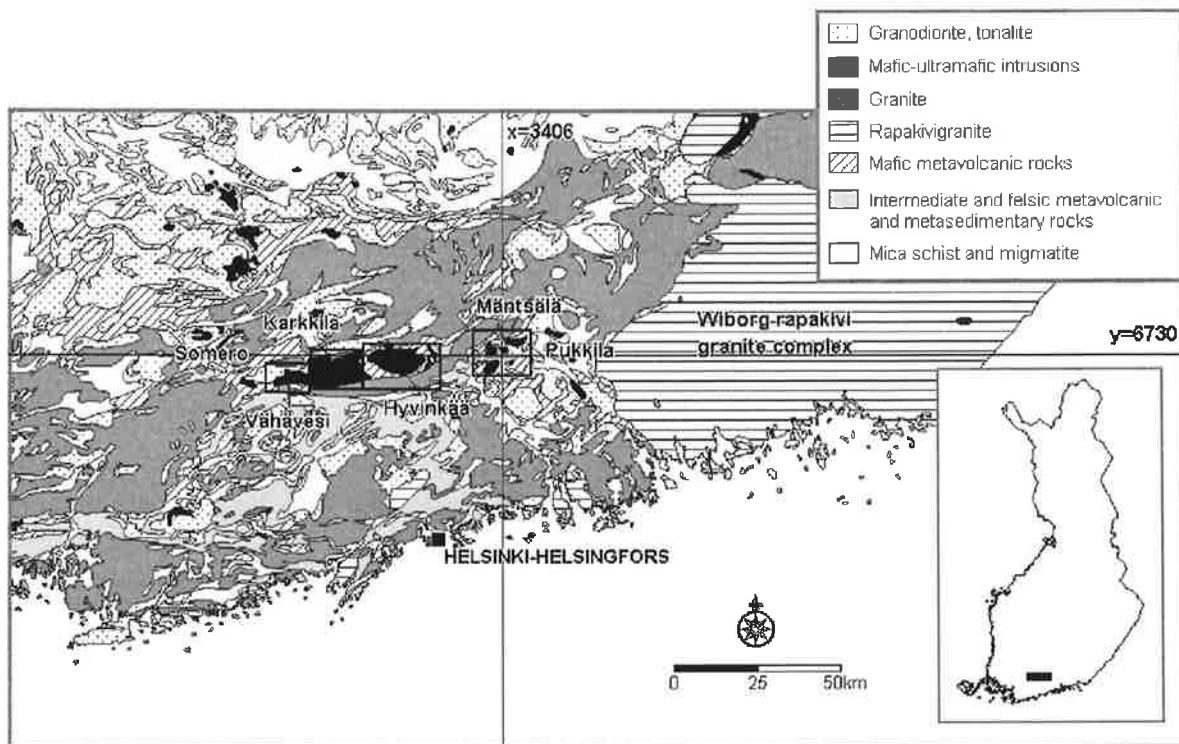 Granodiorite, tonalite
Mafic-ultramafic intrusions
Granite
Rapakivigranite
Mafic metavolcanic rocks
Intermediate and felsic metavolcanic
and metasedimentary rocks
Mica schist and migmatite
x=3406
Mäntsälä
Karkkila
Wiborg-rapakivi
granite complex
y=6730
Somero
Pukkila
Hyvinkää
Vähävesi
HELSINKI-HELSINGFORS
0 25 50km